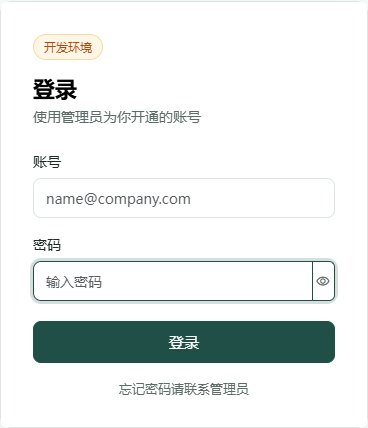 开发环境
登录
使用管理员为你开通的账号
账号
name@company.com
密码
输入密码
登录
忘记密码请联系管理员